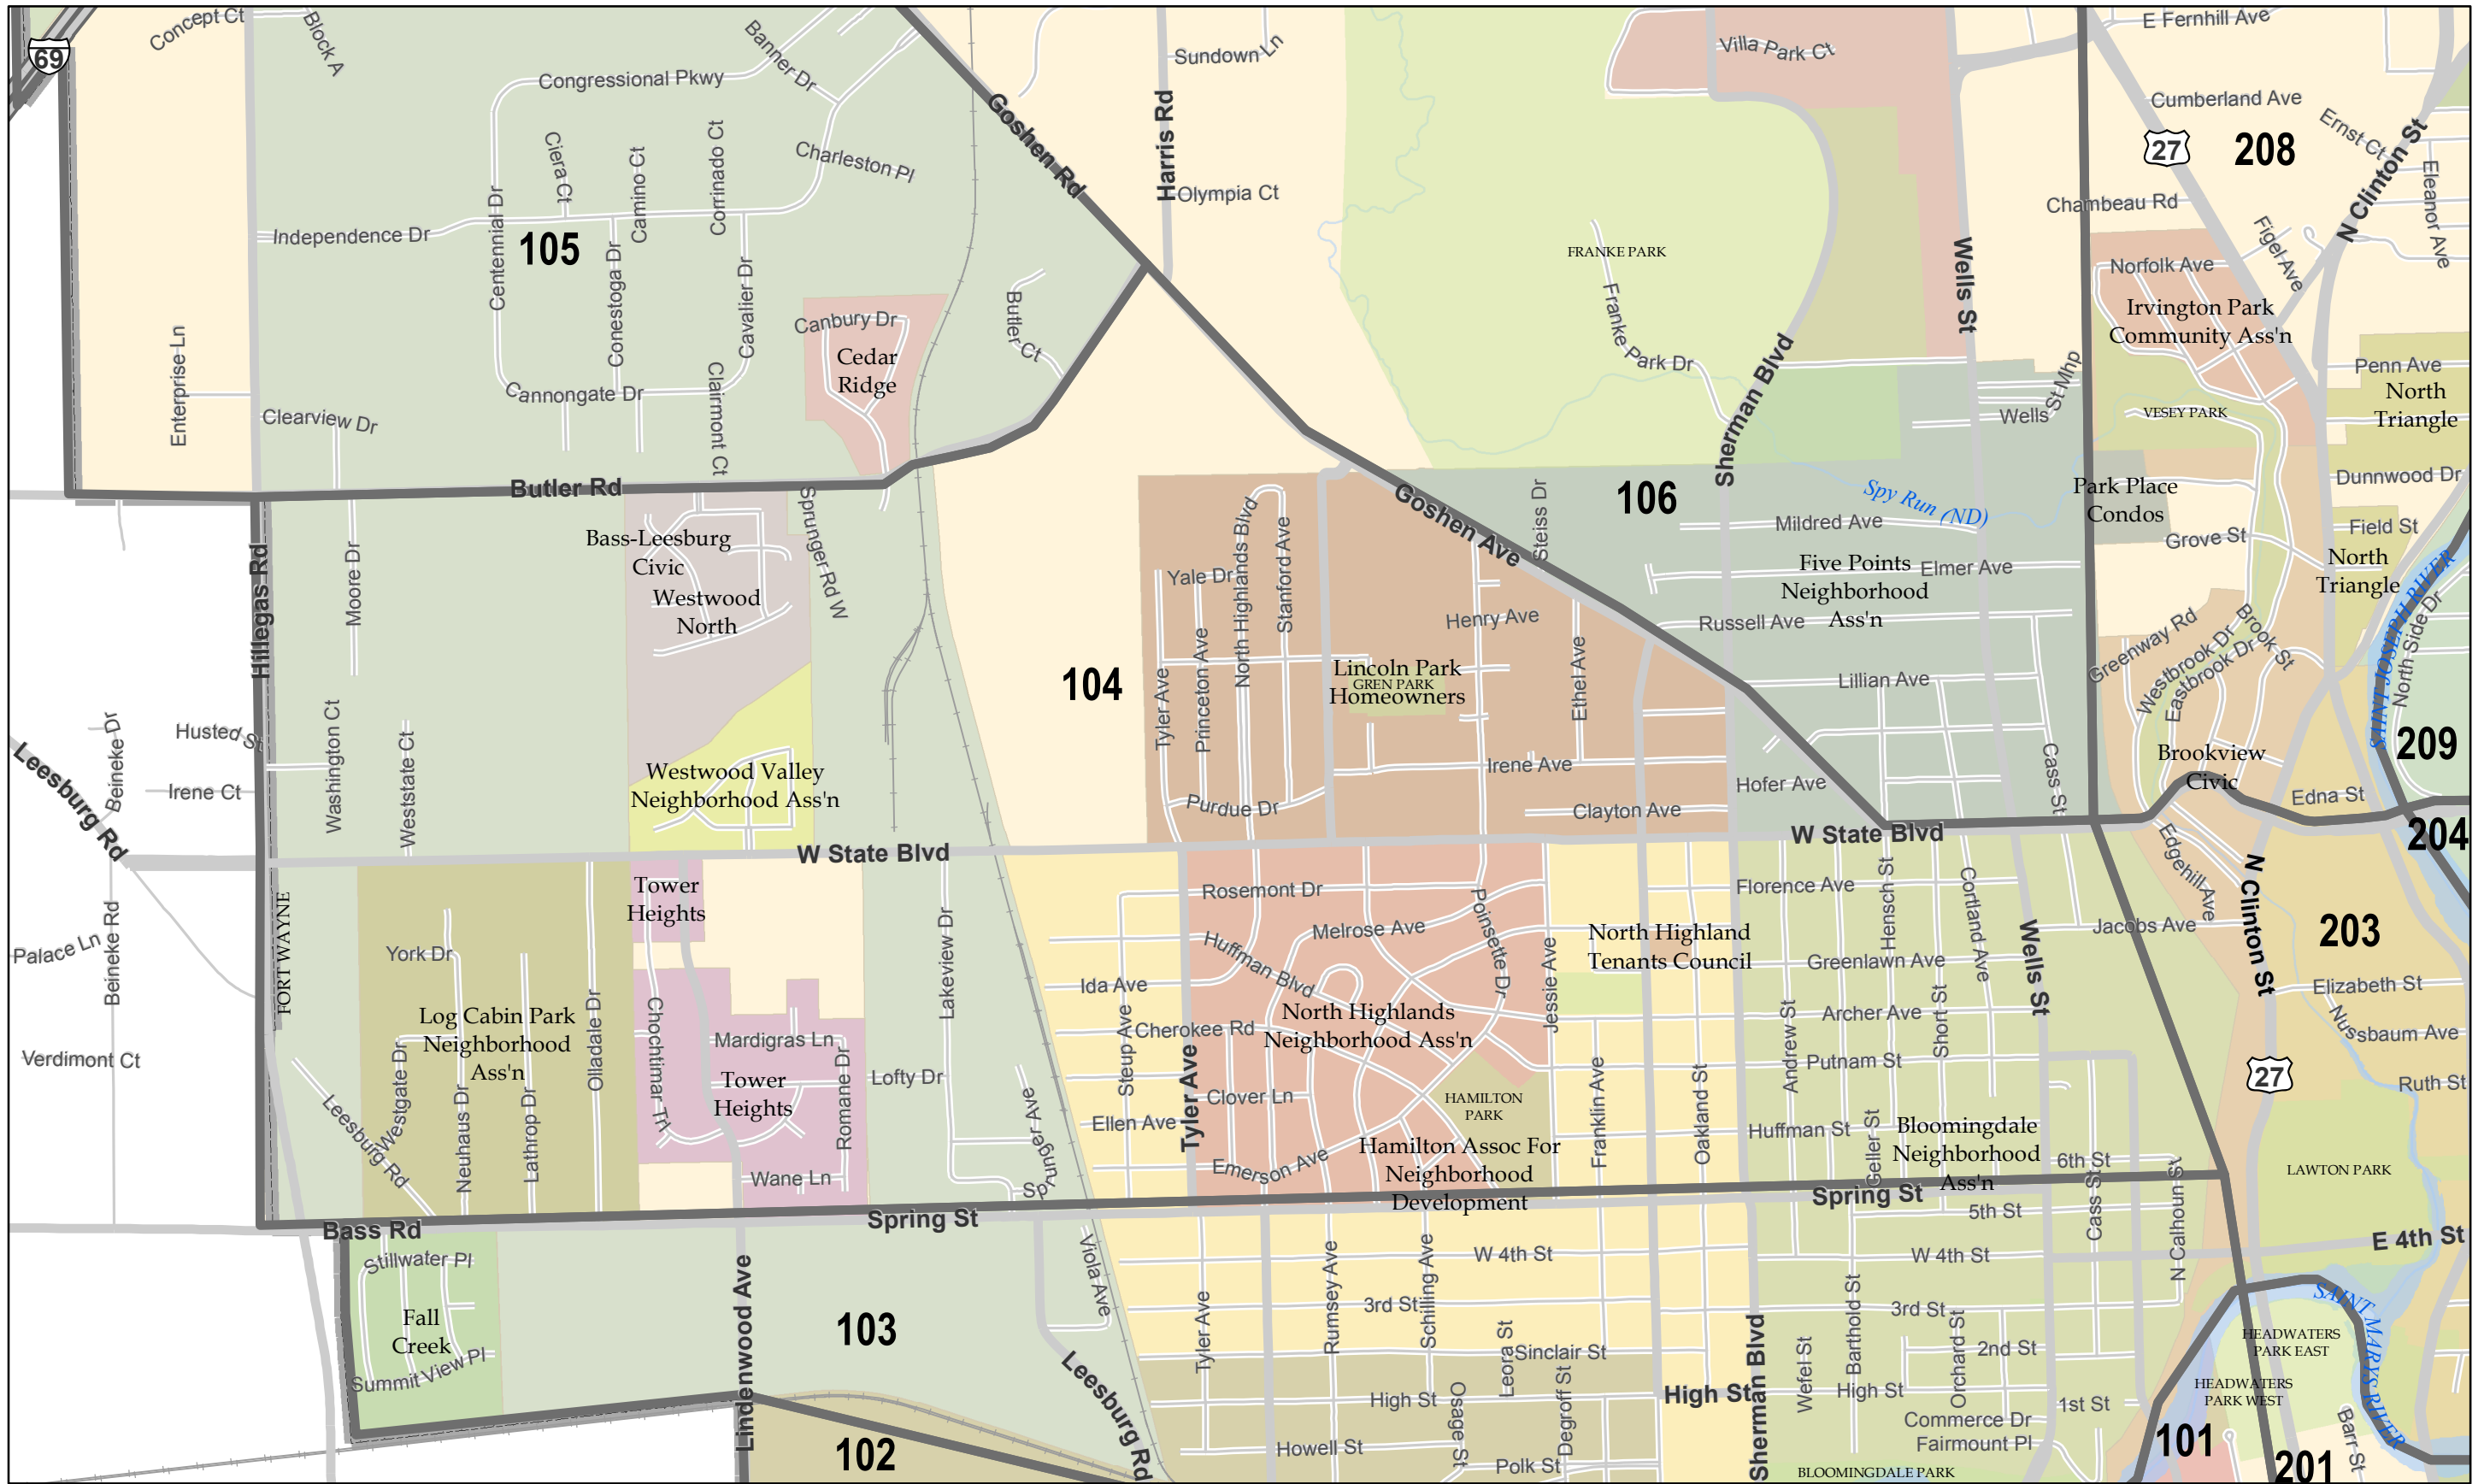 Concept Ct
Block A
69
Banner Dr
Congressional Pkwy
Goshen Rd
Harris Rd
Sundown Ln
Villa Park Ct
E Fernhill Ave
Cumberland Ave
Ernst Ct
N Clinton St
27
208
Eleanor Ave
Ciera Ct
Camino Ct
Corrinado Ct
Charleston Pl
Olympia Ct
Chambeau Rd
Figel Ave
Centennial Dr
Independence Dr
105
Conestoga Dr
Cavalier Dr
FRANKE PARK
Wells St
Norfolk Ave
Irvington Park
Community Ass'n
Butler Ct
Franke Park Dr
Sherman Blvd
Canbury Dr
Cedar
Ridge
Enterprise Ln
Clearview Dr
Cannongate Dr
Clairmont Ct
Wells St Mhp
VESEY PARK
Penn Ave
North
Triangle
Butler Rd
Goshen Ave
Steiss Dr
106
Spy Run (ND)
Park Place
Condos
Dunnwood Dr
Mildred Ave
Grove St
Field St
North
Triangle
Hillegas Rd
Moore Dr
Bass-Leesburg
Civic
Westwood
North
Sprunger Rd W
Yale Dr
North Highlands Blvd
Stanford Ave
Five Points
Neighborhood
Ass'n
Elmer Ave
Henry Ave
Russell Ave
SAINT JOSEPH RIVER
North Side Dr
Greenway Rd
Westbrook Dr
Eastbrook Dr
Brook St
104
Tyler Ave
Princeton Ave
Lincoln Park
GREN PARK
Homeowners
Ethel Ave
Lillian Ave
Washington Ct
Weststate Ct
Husted St
Beineke Dr
Irene Ct
Leesburg Rd
Westwood Valley
Neighborhood Ass'n
Purdue Dr
Irene Ave
Clayton Ave
Hofer Ave
Cass St
Brookview
Civic
Edna St
209
204
W State Blvd
W State Blvd
Tower
Heights
Rosemont Dr
Florence Ave
Hensch St
Cortland Ave
Edgehill Ave
N Clinton St
203
FORT WAYNE
Beineke Rd
Palace Ln
York Dr
Lakeview Dr
Huffman Blvd
Melrose Ave
Poinsette Dr
Jessie Ave
North Highland
Tenants Council
Greenlawn Ave
Wells St
Jacobs Ave
Ida Ave
Elizabeth St
Log Cabin Park
Neighborhood
Ass'n
Olladale Dr
Chochtimar Trl
Mardigras Ln
Steup Ave
Cherokee Rd
North Highlands
Neighborhood Ass'n
Andrew St
Archer Ave
Short St
Nussbaum Ave
Verdimont Ct
Westgate Dr
Tower
Heights
Romane Dr
Lofty Dr
Tyler Ave
Franklin Ave
Oakland St
Putnam St
27
Ruth St
Leesburg Rd
Neuhaus Dr
Lathrop Dr
Sprunger Ave
Clover Ln
HAMILTON
PARK
Ellen Ave
Huffman St
Geller St
Bloomingdale
Neighborhood
Ass'n
Emerson Ave
Hamilton Assoc For
Neighborhood
Development
6th St
LAWTON PARK
Wane Ln
Bass Rd
Spring St
Spring St
5th St
Cass St
N Calhoun St
E 4th St
Stillwater Pl
Viola Ave
W 4th St
W 4th St
Fall
Creek
Lindenwood Ave
103
Tyler Ave
Rumsey Ave
Schilling Ave
3rd St
3rd St
SAINT MARYS RIVER
HEADWATERS
PARK EAST
Summit View Pl
Leesburg Rd
Leora St
Sinclair St
Sherman Blvd
Wefel St
Barthold St
Orchard St
2nd St
HEADWATERS
PARK WEST
High St
Osage St
Degroff St
High St
High St
1st St
Commerce Dr
Fairmount Pl
Barr St
102
Howell St
Polk St
BLOOMINGDALE PARK
101
201